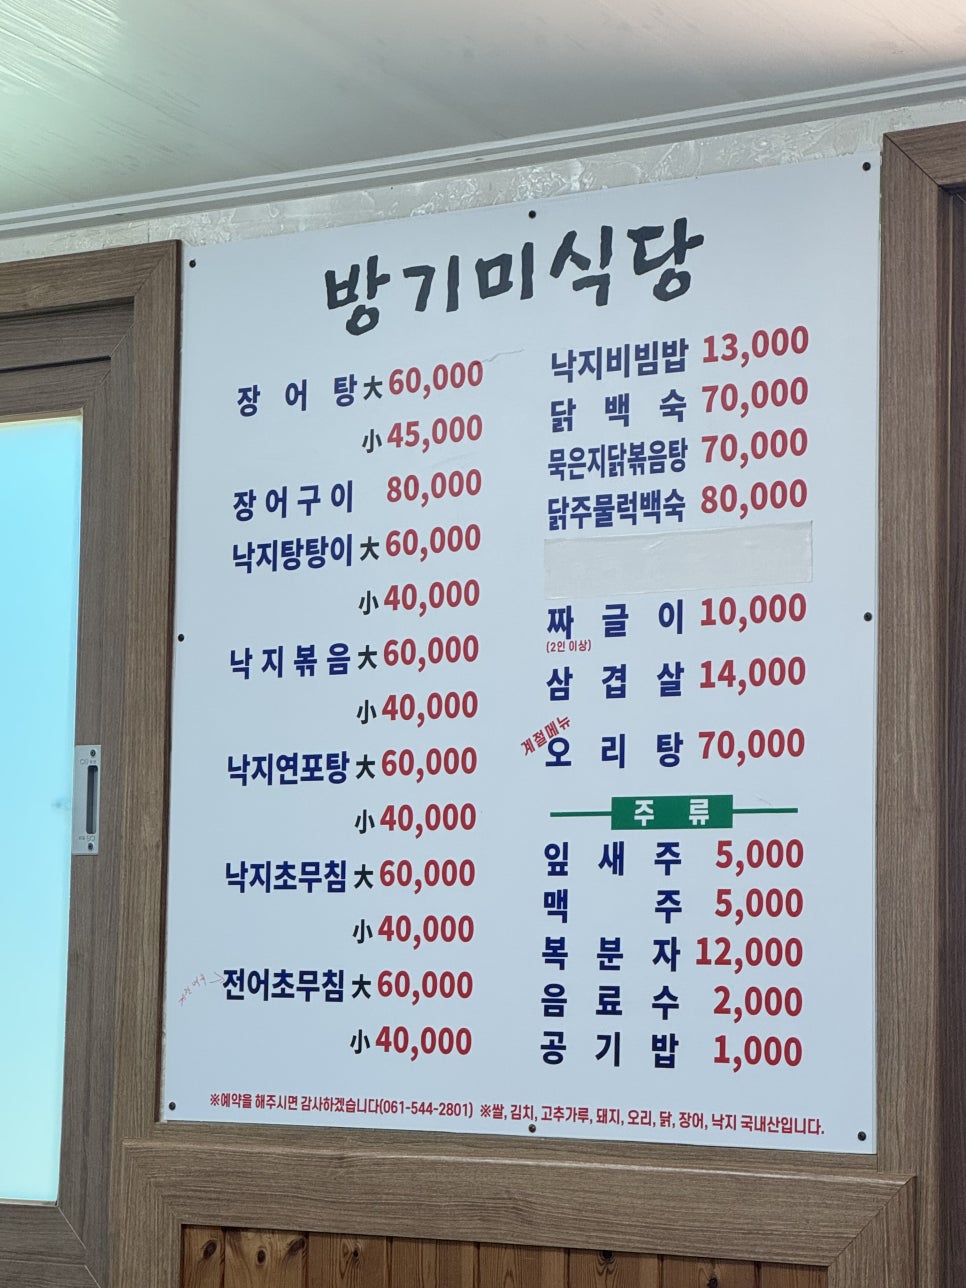 방기미식당
장어탕 大 60,000
小 45,000
장어구이 80,000
낙지탕탕이 大 60,000
小 40,000
낙지볶음 大 60,000
小 40,000
낙지연포탕 大 60,000
小 40,000
낙지초무침 大 60,000
小 40,000
전어초무침 大 60,000
小 40,000
낙지비빔밥 13,000
닭백숙 70,000
묵은지닭볶음탕 70,000
닭주물럭백숙 80,000
짜글이 10,000
(2인 이상)
삼겹살 14,000
계절메뉴
오리탕 70,000
주류
잎새주 5,000
맥주 5,000
복분자 12,000
음료수 2,000
공기밥 1,000
※예약을 해주시면 감사하겠습니다(061-544-2801) ※쌀, 김치, 고추가루, 돼지, 오리, 닭, 장어, 낙지 국내산입니다.